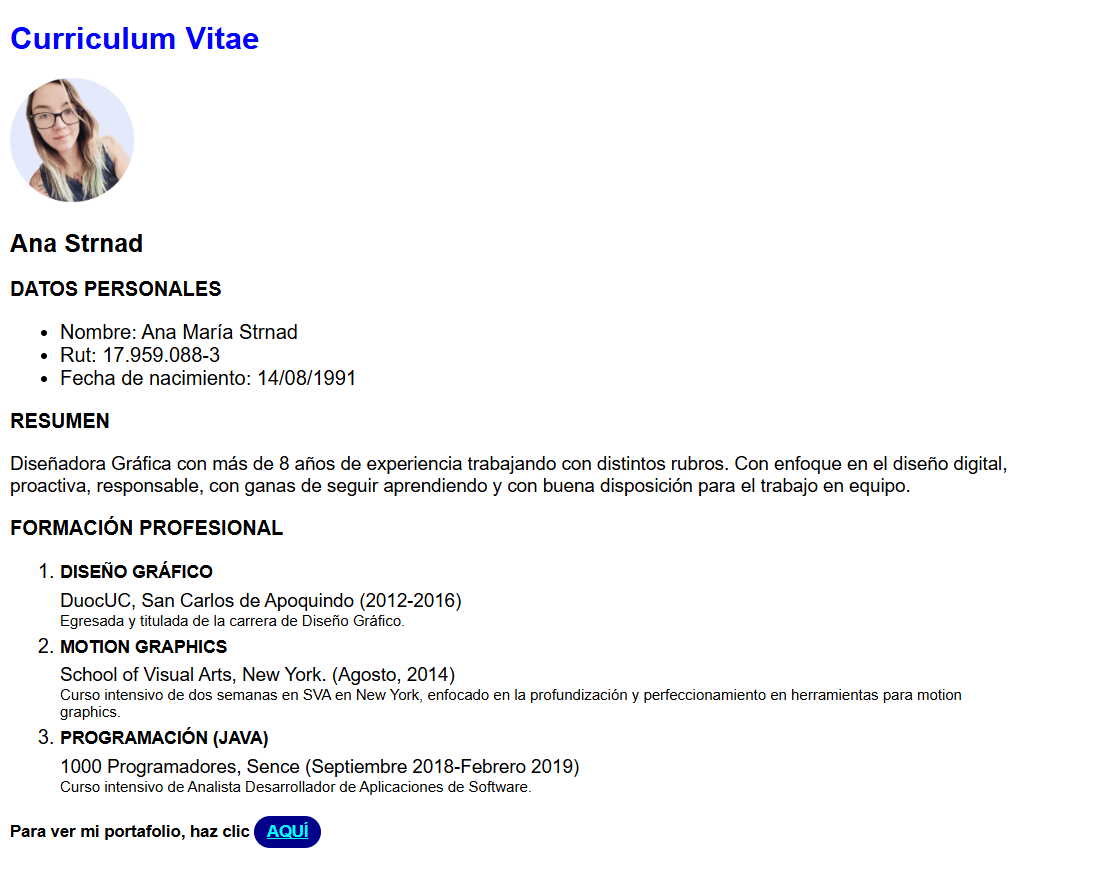 Curriculum Vitae
Ana Strnad
DATOS PERSONALES
• Nombre: Ana María Strnad
• Rut: 17.959.088-3
• Fecha de nacimiento: 14/08/1991
RESUMEN
Diseñadora Gráfica con más de 8 años de experiencia trabajando con distintos rubros. Con enfoque en el diseño digital,
proactiva, responsable, con ganas de seguir aprendiendo y con buena disposición para el trabajo en equipo.
FORMACIÓN PROFESIONAL
1. DISEÑO GRÁFICO
DuocUC, San Carlos de Apoquindo (2012-2016)
Egresada y titulada de la carrera de Diseño Gráfico.
2. MOTION GRAPHICS
School of Visual Arts, New York. (Agosto, 2014)
Curso intensivo de dos semanas en SVA en New York, enfocado en la profundización y perfeccionamiento en herramientas para motion
graphics.
3. PROGRAMACIÓN (JAVA)
1000 Programadores, Sence (Septiembre 2018-Febrero 2019)
Curso intensivo de Analista Desarrollador de Aplicaciones de Software.
Para ver mi portafolio, haz clic AQUÍ